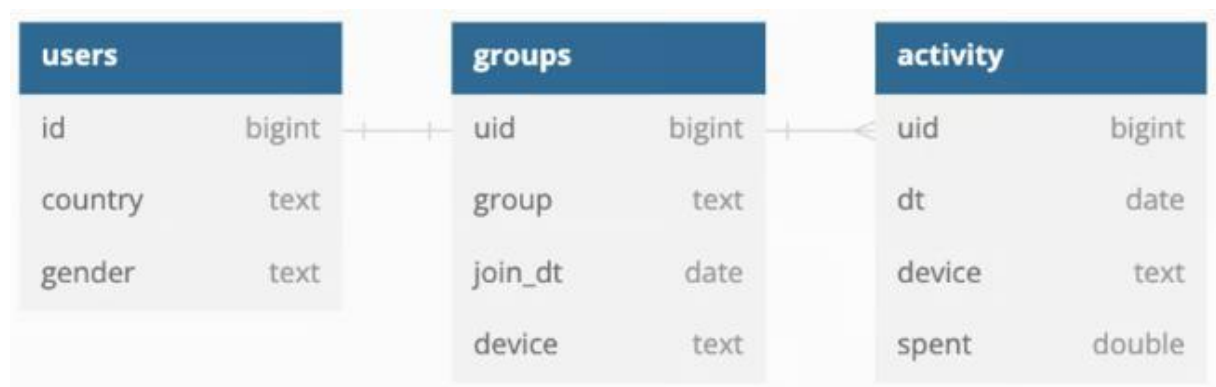 users groups activity
id bigint uid bigint uid bigint
country text group text dt date
gender text join_dt date device text
device text spent double